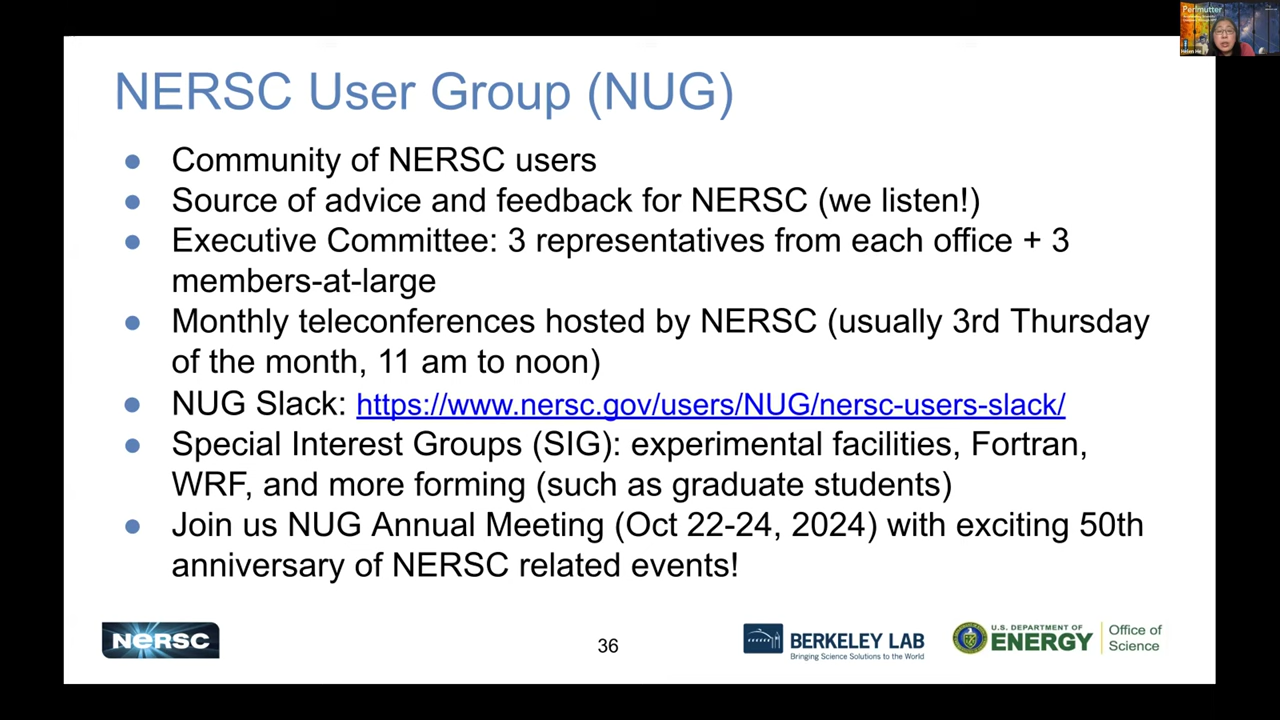 Perlmutter
Helen He
NERSC User Group (NUG)
● Community of NERSC users
● Source of advice and feedback for NERSC (we listen!)
● Executive Committee: 3 representatives from each office + 3
members-at-large
● Monthly teleconferences hosted by NERSC (usually 3rd Thursday
of the month, 11 am to noon)
● NUG Slack: https://www.nersc.gov/users/NUG/nersc-users-slack/
● Special Interest Groups (SIG): experimental facilities, Fortran,
WRF, and more forming (such as graduate students)
● Join us NUG Annual Meeting (Oct 22-24, 2024) with exciting 50th
anniversary of NERSC related events!
NERSC
36
BERKELEY LAB
Bringing Science Solutions to the World
U.S. DEPARTMENT OF
ENERGY
Office of
Science